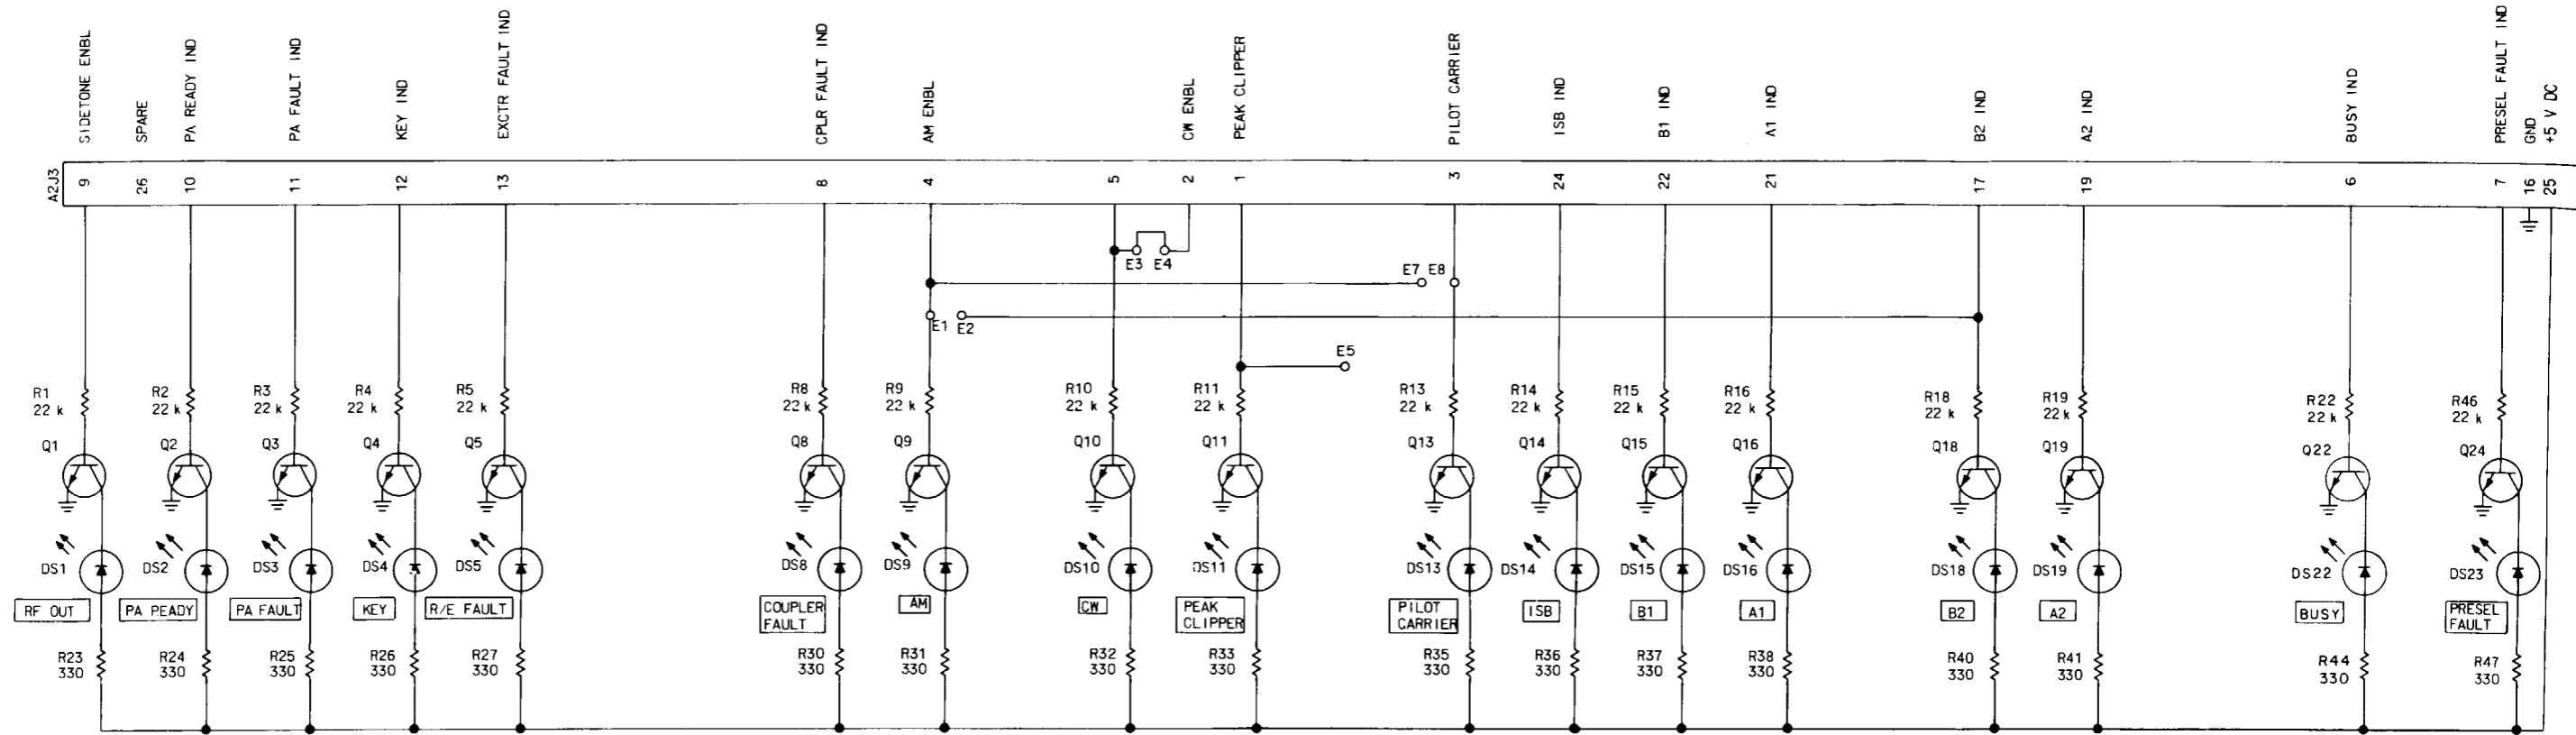 SIDETONE ENBL
SPARE
PA READY IND
PA FAULT IND
KEY IND
EXCTR FAULT IND
CPLR FAULT IND
AM ENBL
CW ENBL
PEAK CLIPPER
PILOT CARRIER
ISB IND
B1 IND
A1 IND
B2 IND
A2 IND
BUSY IND
PRESEL FAULT IND
GND
+5 V DC
A2J3
9 26 10 11 12 13 8 4 5 2 1 3 24 22 21 17 19 6 7 16 25
E3 E4
E7 E8
E1 E2
E5
R1 R2 R3 R4 R5 R8 R9 R10 R11 R13 R14 R15 R16 R18 R19 R22 R46
22 k 22 k 22 k 22 k 22 k 22 k 22 k 22 k 22 k 22 k 22 k 22 k 22 k 22 k 22 k 22 k 22 k
Q1 Q2 Q3 Q4 Q5 Q8 Q9 Q10 Q11 Q13 Q14 Q15 Q16 Q18 Q19 Q22 Q24
DS1 DS2 DS3 DS4 DS5 DS8 DS9 DS10 DS11 DS13 DS14 DS15 DS16 DS18 DS19 DS22 DS23
RF OUT
PA PEADY
PA FAULT
KEY
R/E FAULT
COUPLER
FAULT
AM
CW
PEAK
CLIPPER
PILOT
CARRIER
ISB
B1
A1
B2
A2
BUSY
PRESEL
FAULT
R23 R24 R25 R26 R27 R30 R31 R32 R33 R35 R36 R37 R38 R40 R41 R44 R47
330 330 330 330 330 330 330 330 330 330 330 330 330 330 330 330 330